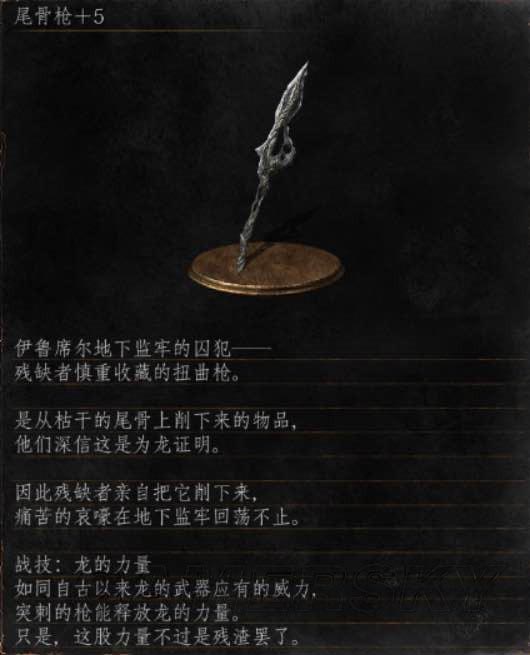 尾骨枪+5
伊鲁席尔地下监牢的囚犯——
残缺者慎重收藏的扭曲枪。
是从枯干的尾骨上削下来的物品，
他们深信这是为龙证明。
因此残缺者亲自把它削下来，
痛苦的哀嚎在地下监牢回荡不止。
战技：龙的力量
如同自古以来龙的武器应有的威力，
突刺的枪能释放龙的力量。
只是，这股力量不过是残渣罢了。